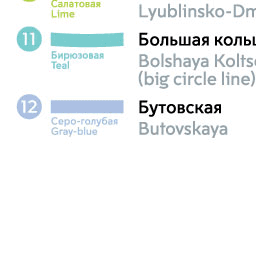 Салатовая
Lime
Lyublinsko-Dm
11
Большая кольц
Бирюзовая
Teal
Bolshaya Koltse
(big circle line)
12
Бутовская
Серо-голубая
Gray-blue
Butovskaya